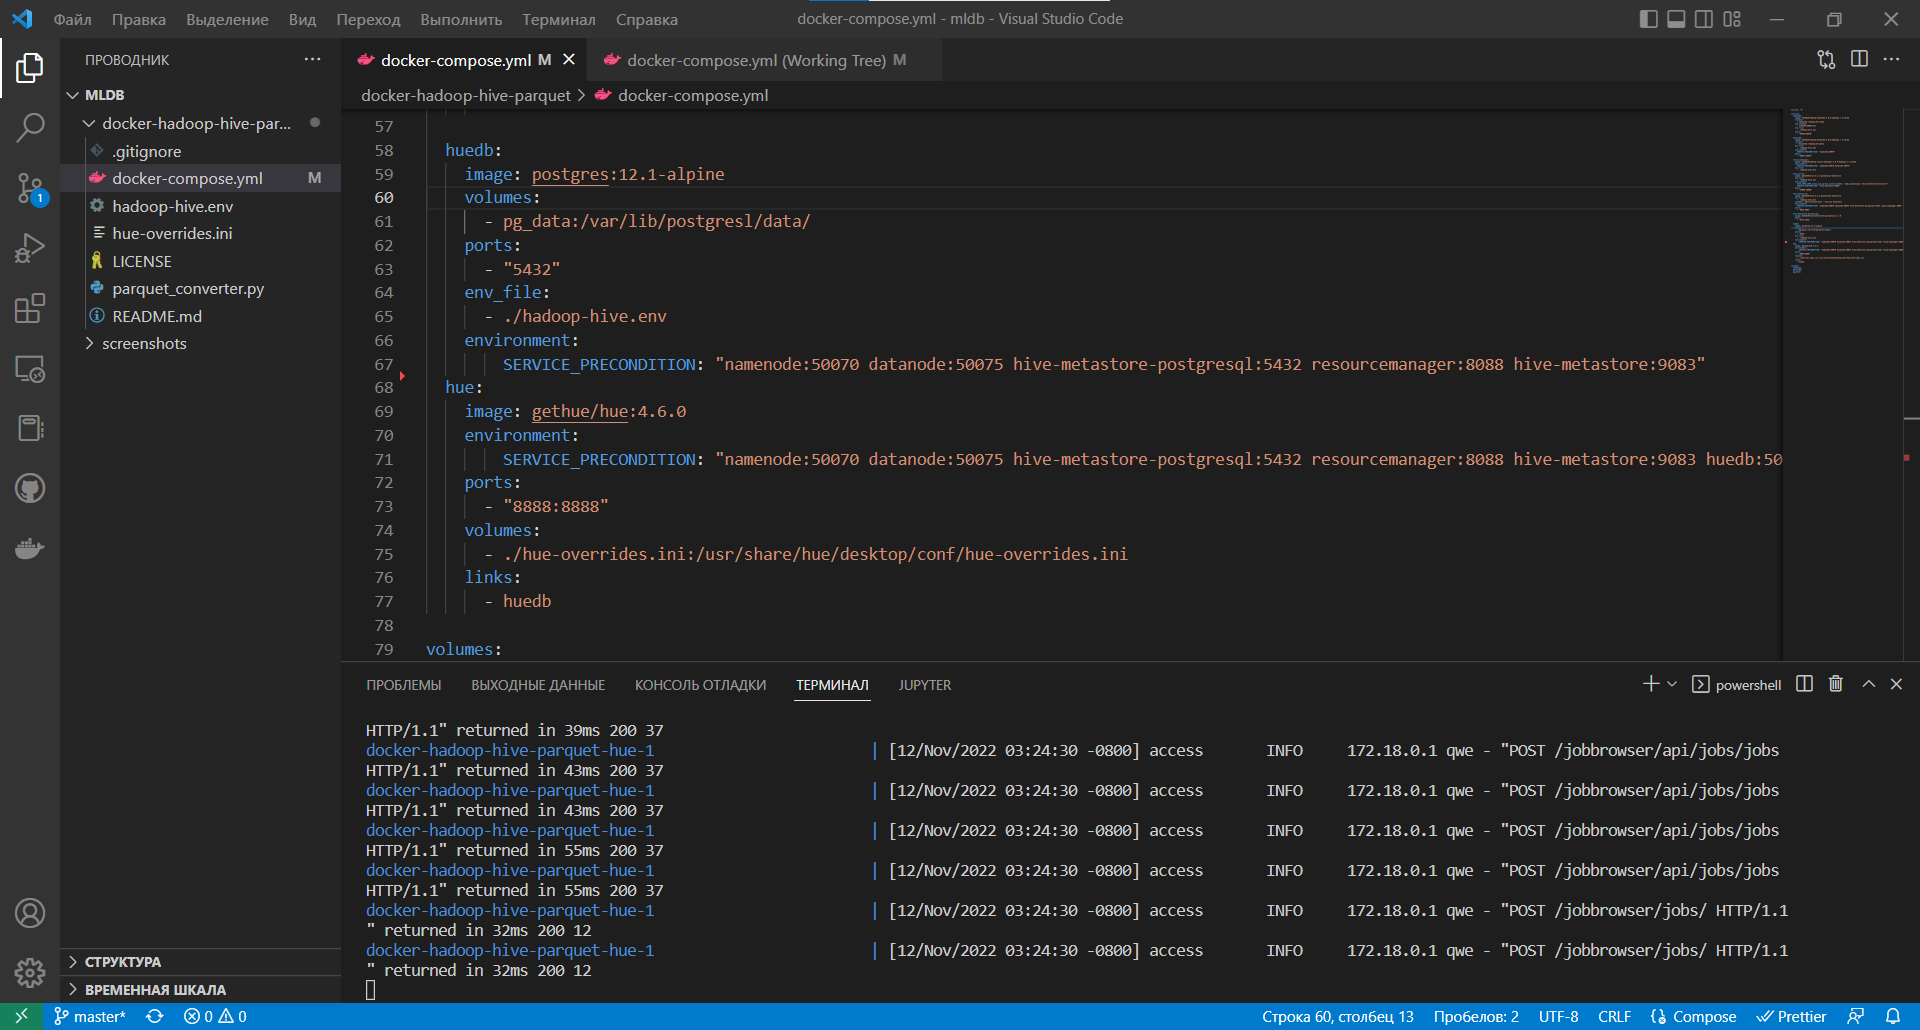 Файл Правка Выделение Вид Переход Выполнить Терминал Справка
docker-compose.yml - mldb - Visual Studio Code
ПРОВОДНИК
MLDB
docker-hadoop-hive-par...
.gitignore
docker-compose.yml M
hadoop-hive.env
hue-overrides.ini
LICENSE
parquet_converter.py
README.md
screenshots
СТРУКТУРА
ВРЕМЕННАЯ ШКАЛА
1
docker-compose.yml M
docker-compose.yml (Working Tree) M
docker-hadoop-hive-parquet > docker-compose.yml
57
58 huedb:
59 image: postgres:12.1-alpine
60 volumes:
61 - pg_data:/var/lib/postgresl/data/
62 ports:
63 - "5432"
64 env_file:
65 - ./hadoop-hive.env
66 environment:
67 SERVICE_PRECONDITION: "namenode:50070 datanode:50075 hive-metastore-postgresql:5432 resourcemanager:8088 hive-metastore:9083"
68 hue:
69 image: gethue/hue:4.6.0
70 environment:
71 SERVICE_PRECONDITION: "namenode:50070 datanode:50075 hive-metastore-postgresql:5432 resourcemanager:8088 hive-metastore:9083 huedb:50
72 ports:
73 - "8888:8888"
74 volumes:
75 - ./hue-overrides.ini:/usr/share/hue/desktop/conf/hue-overrides.ini
76 links:
77 - huedb
78
79 volumes:
ПРОБЛЕМЫ ВЫХОДНЫЕ ДАННЫЕ КОНСОЛЬ ОТЛАДКИ ТЕРМИНАЛ JUPYTER
powershell
HTTP/1.1" returned in 39ms 200 37
docker-hadoop-hive-parquet-hue-1 | [12/Nov/2022 03:24:30 -0800] access INFO 172.18.0.1 qwe - "POST /jobbrowser/api/jobs/jobs
HTTP/1.1" returned in 43ms 200 37
docker-hadoop-hive-parquet-hue-1 | [12/Nov/2022 03:24:30 -0800] access INFO 172.18.0.1 qwe - "POST /jobbrowser/api/jobs/jobs
HTTP/1.1" returned in 43ms 200 37
docker-hadoop-hive-parquet-hue-1 | [12/Nov/2022 03:24:30 -0800] access INFO 172.18.0.1 qwe - "POST /jobbrowser/api/jobs/jobs
HTTP/1.1" returned in 55ms 200 37
docker-hadoop-hive-parquet-hue-1 | [12/Nov/2022 03:24:30 -0800] access INFO 172.18.0.1 qwe - "POST /jobbrowser/api/jobs/jobs
HTTP/1.1" returned in 55ms 200 37
docker-hadoop-hive-parquet-hue-1 | [12/Nov/2022 03:24:30 -0800] access INFO 172.18.0.1 qwe - "POST /jobbrowser/jobs/ HTTP/1.1
" returned in 32ms 200 12
docker-hadoop-hive-parquet-hue-1 | [12/Nov/2022 03:24:30 -0800] access INFO 172.18.0.1 qwe - "POST /jobbrowser/jobs/ HTTP/1.1
" returned in 32ms 200 12
master* 0 0
Строка 60, столбец 13 Пробелов: 2 UTF-8 CRLF Compose Prettier